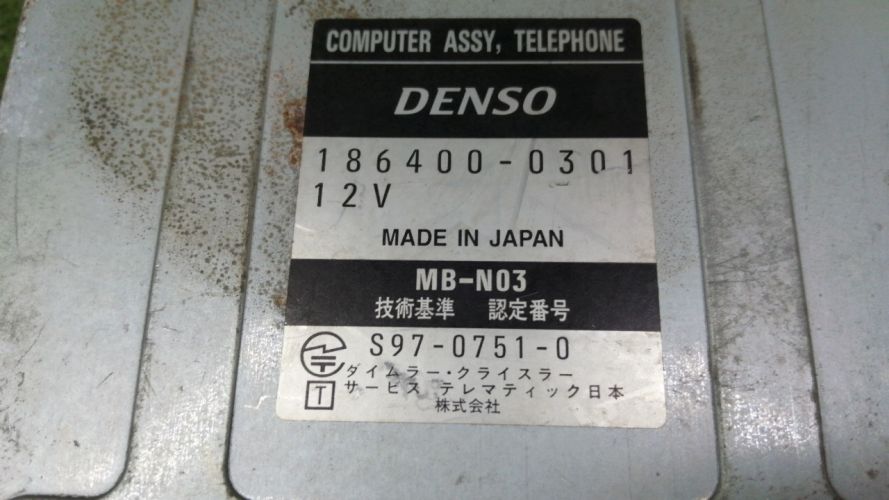 COMPUTER ASSY, TELEPHONE
DENSO
186400-0301
12V
MADE IN JAPAN
MB-N03
技術基準 認定番号
S97-0751-0
T
ダイムラー・クライスラー
サービス テレマティック日本
株式会社